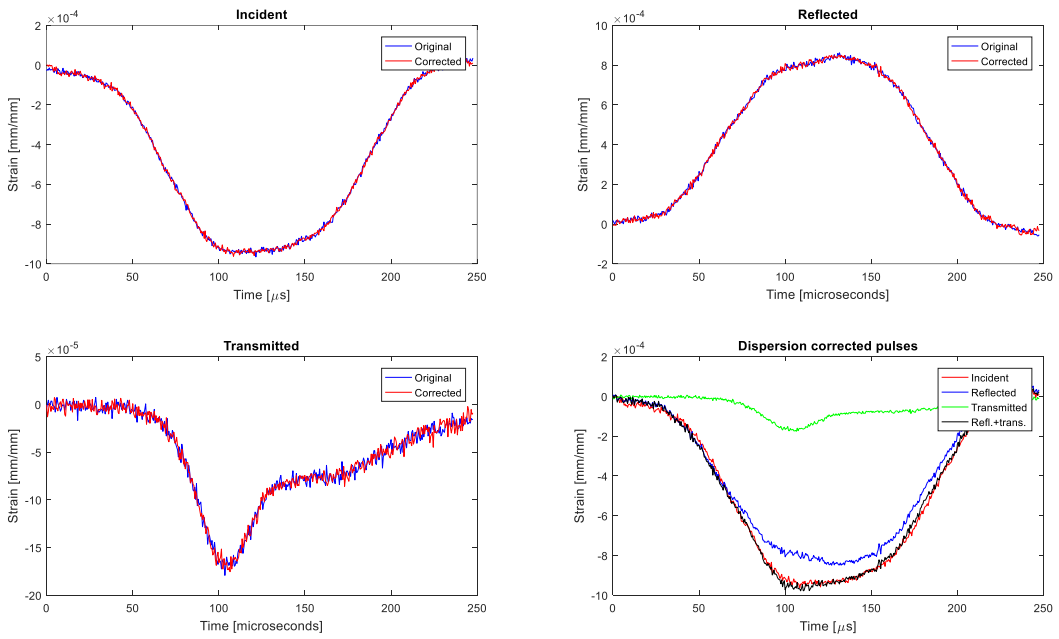 Incident
×10-4
2
0
-2
-4
-6
-8
-10
Strain [mm/mm]
0 50 100 150 200 250
Time [μs]
Original
Corrected
Reflected
×10-4
10
8
6
4
2
0
-2
Strain [mm/mm]
0 50 100 150 200 250
Time [microseconds]
Original
Corrected
Transmitted
×10-5
5
0
-5
-10
-15
-20
Strain [mm/mm]
0 50 100 150 200 250
Time [microseconds]
Original
Corrected
Dispersion corrected pulses
×10-4
2
0
-2
-4
-6
-8
-10
Strain [mm/mm]
0 50 100 150 200 250
Time [μs]
Incident
Reflected
Transmitted
Refl.+trans.